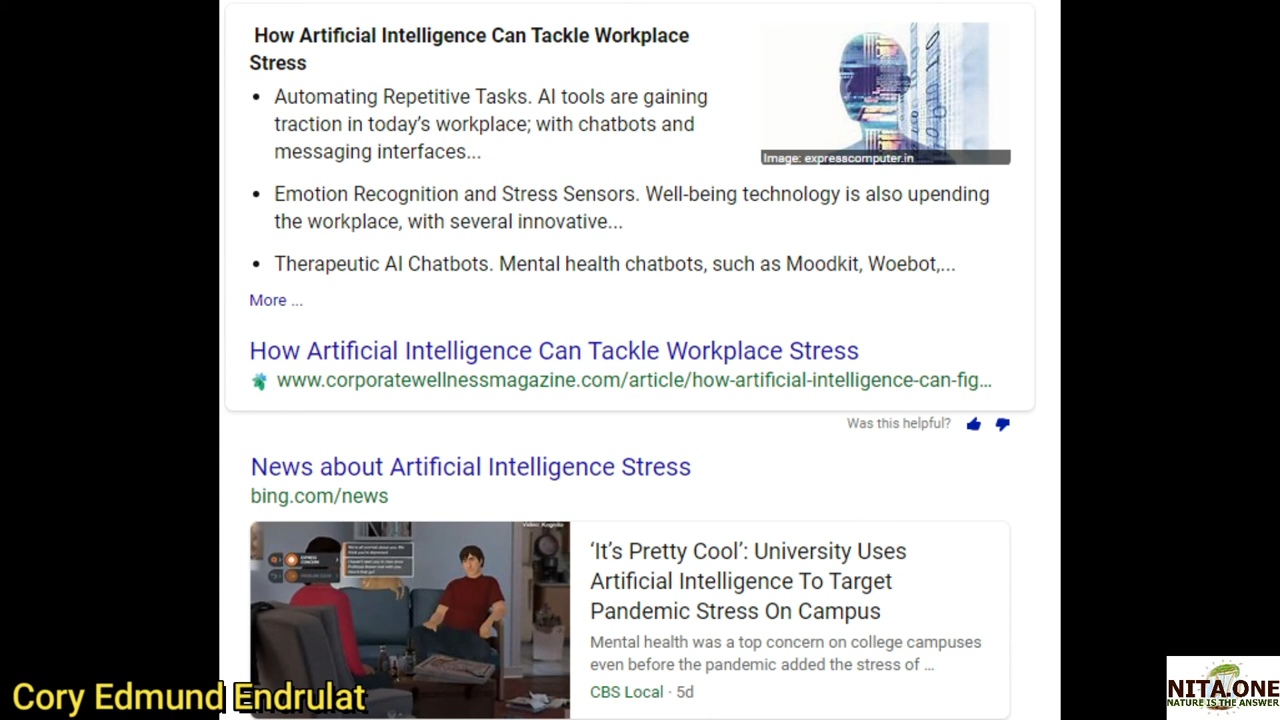 How Artificial Intelligence Can Tackle Workplace
Stress
• Automating Repetitive Tasks. AI tools are gaining
traction in today’s workplace; with chatbots and
messaging interfaces...
Image: expresscomputer.in
• Emotion Recognition and Stress Sensors. Well-being technology is also upending
the workplace, with several innovative...
• Therapeutic AI Chatbots. Mental health chatbots, such as Moodkit, Woebot,...
More ...
How Artificial Intelligence Can Tackle Workplace Stress
www.corporatewellnessmagazine.com/article/how-artificial-intelligence-can-fig...
Was this helpful?
News about Artificial Intelligence Stress
bing.com/news
Video: Kognito
‘It’s Pretty Cool’: University Uses
Artificial Intelligence To Target
Pandemic Stress On Campus
Mental health was a top concern on college campuses
even before the pandemic added the stress of ...
CBS Local · 5d
Cory Edmund Endrulat
NITA.ONE
NATURE IS THE ANSWER